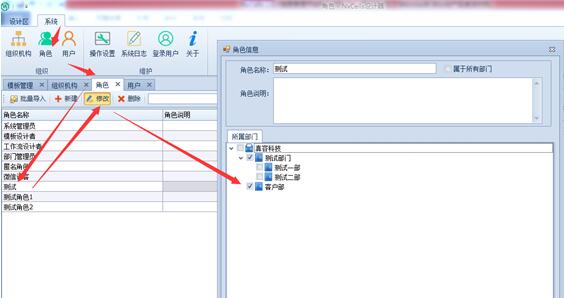 角色 - NxCells设计器
设计区 系统
组织机构 角色 用户 操作设置 系统日志 登录用户 关于
组织 维护
模板管理 组织机构 角色 用户
批量导入 新建 修改 删除
角色名称 角色说明
系统管理员
模板设计者
工作流设计者
部门管理员
匿名角色
测试
测试角色1
测试角色2
角色信息
角色名称: 测试 属于所有部门
角色说明:
所属部门
真容科技
测试部门
测试一部
测试二部
客户部